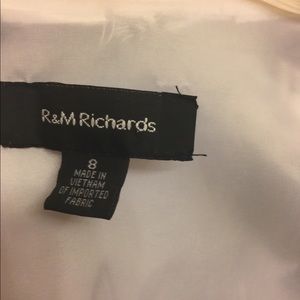 R&M Richards
8
MADE IN
VIETNAM
OF IMPORTED
FABRIC